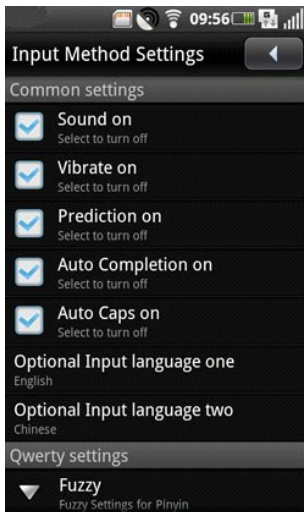 09:56
Input Method Settings
Common settings
Sound on
Select to turn off
Vibrate on
Select to turn off
Prediction on
Select to turn off
Auto Completion on
Select to turn off
Auto Caps on
Select to turn off
Optional Input language one
English
Optional Input language two
Chinese
Qwerty settings
Fuzzy
Fuzzy Settings for Pinyin